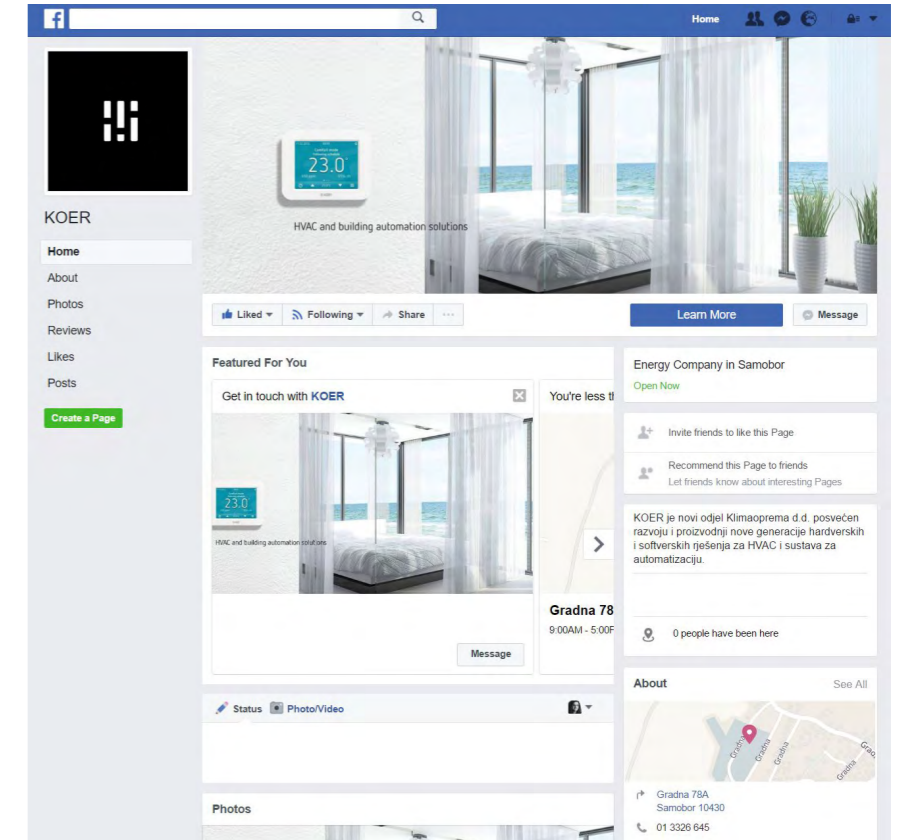 f
Home
23.0°
KOER
HVAC and building automation solutions
KOER
Home
About
Photos
Reviews
Likes
Posts
Create a Page
Liked
Following
Share
...
Learn More
Message
Featured For You
Get in touch with KOER
23.0
HVAC and building automation solutions
Message
You're less th
Gradna 78
9:00AM - 5:00P
Status
Photo/Video
Photos
Energy Company in Samobor
Open Now
Invite friends to like this Page
Recommend this Page to friends
Let friends know about interesting Pages
KOER je novi odjel Klimaoprema d.d. posvećen
razvoju i proizvodnji nove generacije hardverskih
i softverskih rješenja za HVAC i sustava za
automatizaciju.
0 people have been here
About
See All
Gradna
Gradna
Gradna
Gradna
Gradna 78A
Samobor 10430
01 3326 645